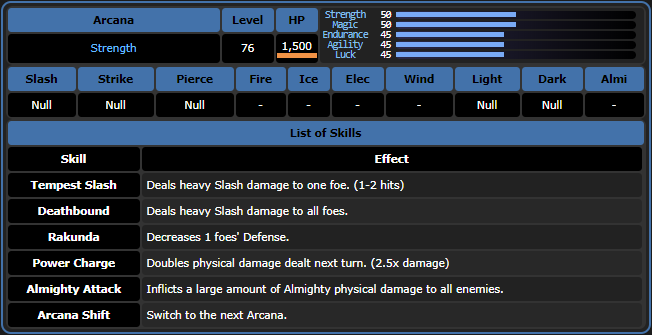 Arcana Level HP
Strength 76 1,500
Strength 50
Magic 50
Endurance 45
Agility 45
Luck 45
Slash Strike Pierce Fire Ice Elec Wind Light Dark Almi
Null Null Null - - - - Null Null -
List of Skills
Skill Effect
Tempest Slash Deals heavy Slash damage to one foe. (1-2 hits)
Deathbound Deals heavy Slash damage to all foes.
Rakunda Decreases 1 foes' Defense.
Power Charge Doubles physical damage dealt next turn. (2.5x damage)
Almighty Attack Inflicts a large amount of Almighty physical damage to all enemies.
Arcana Shift Switch to the next Arcana.